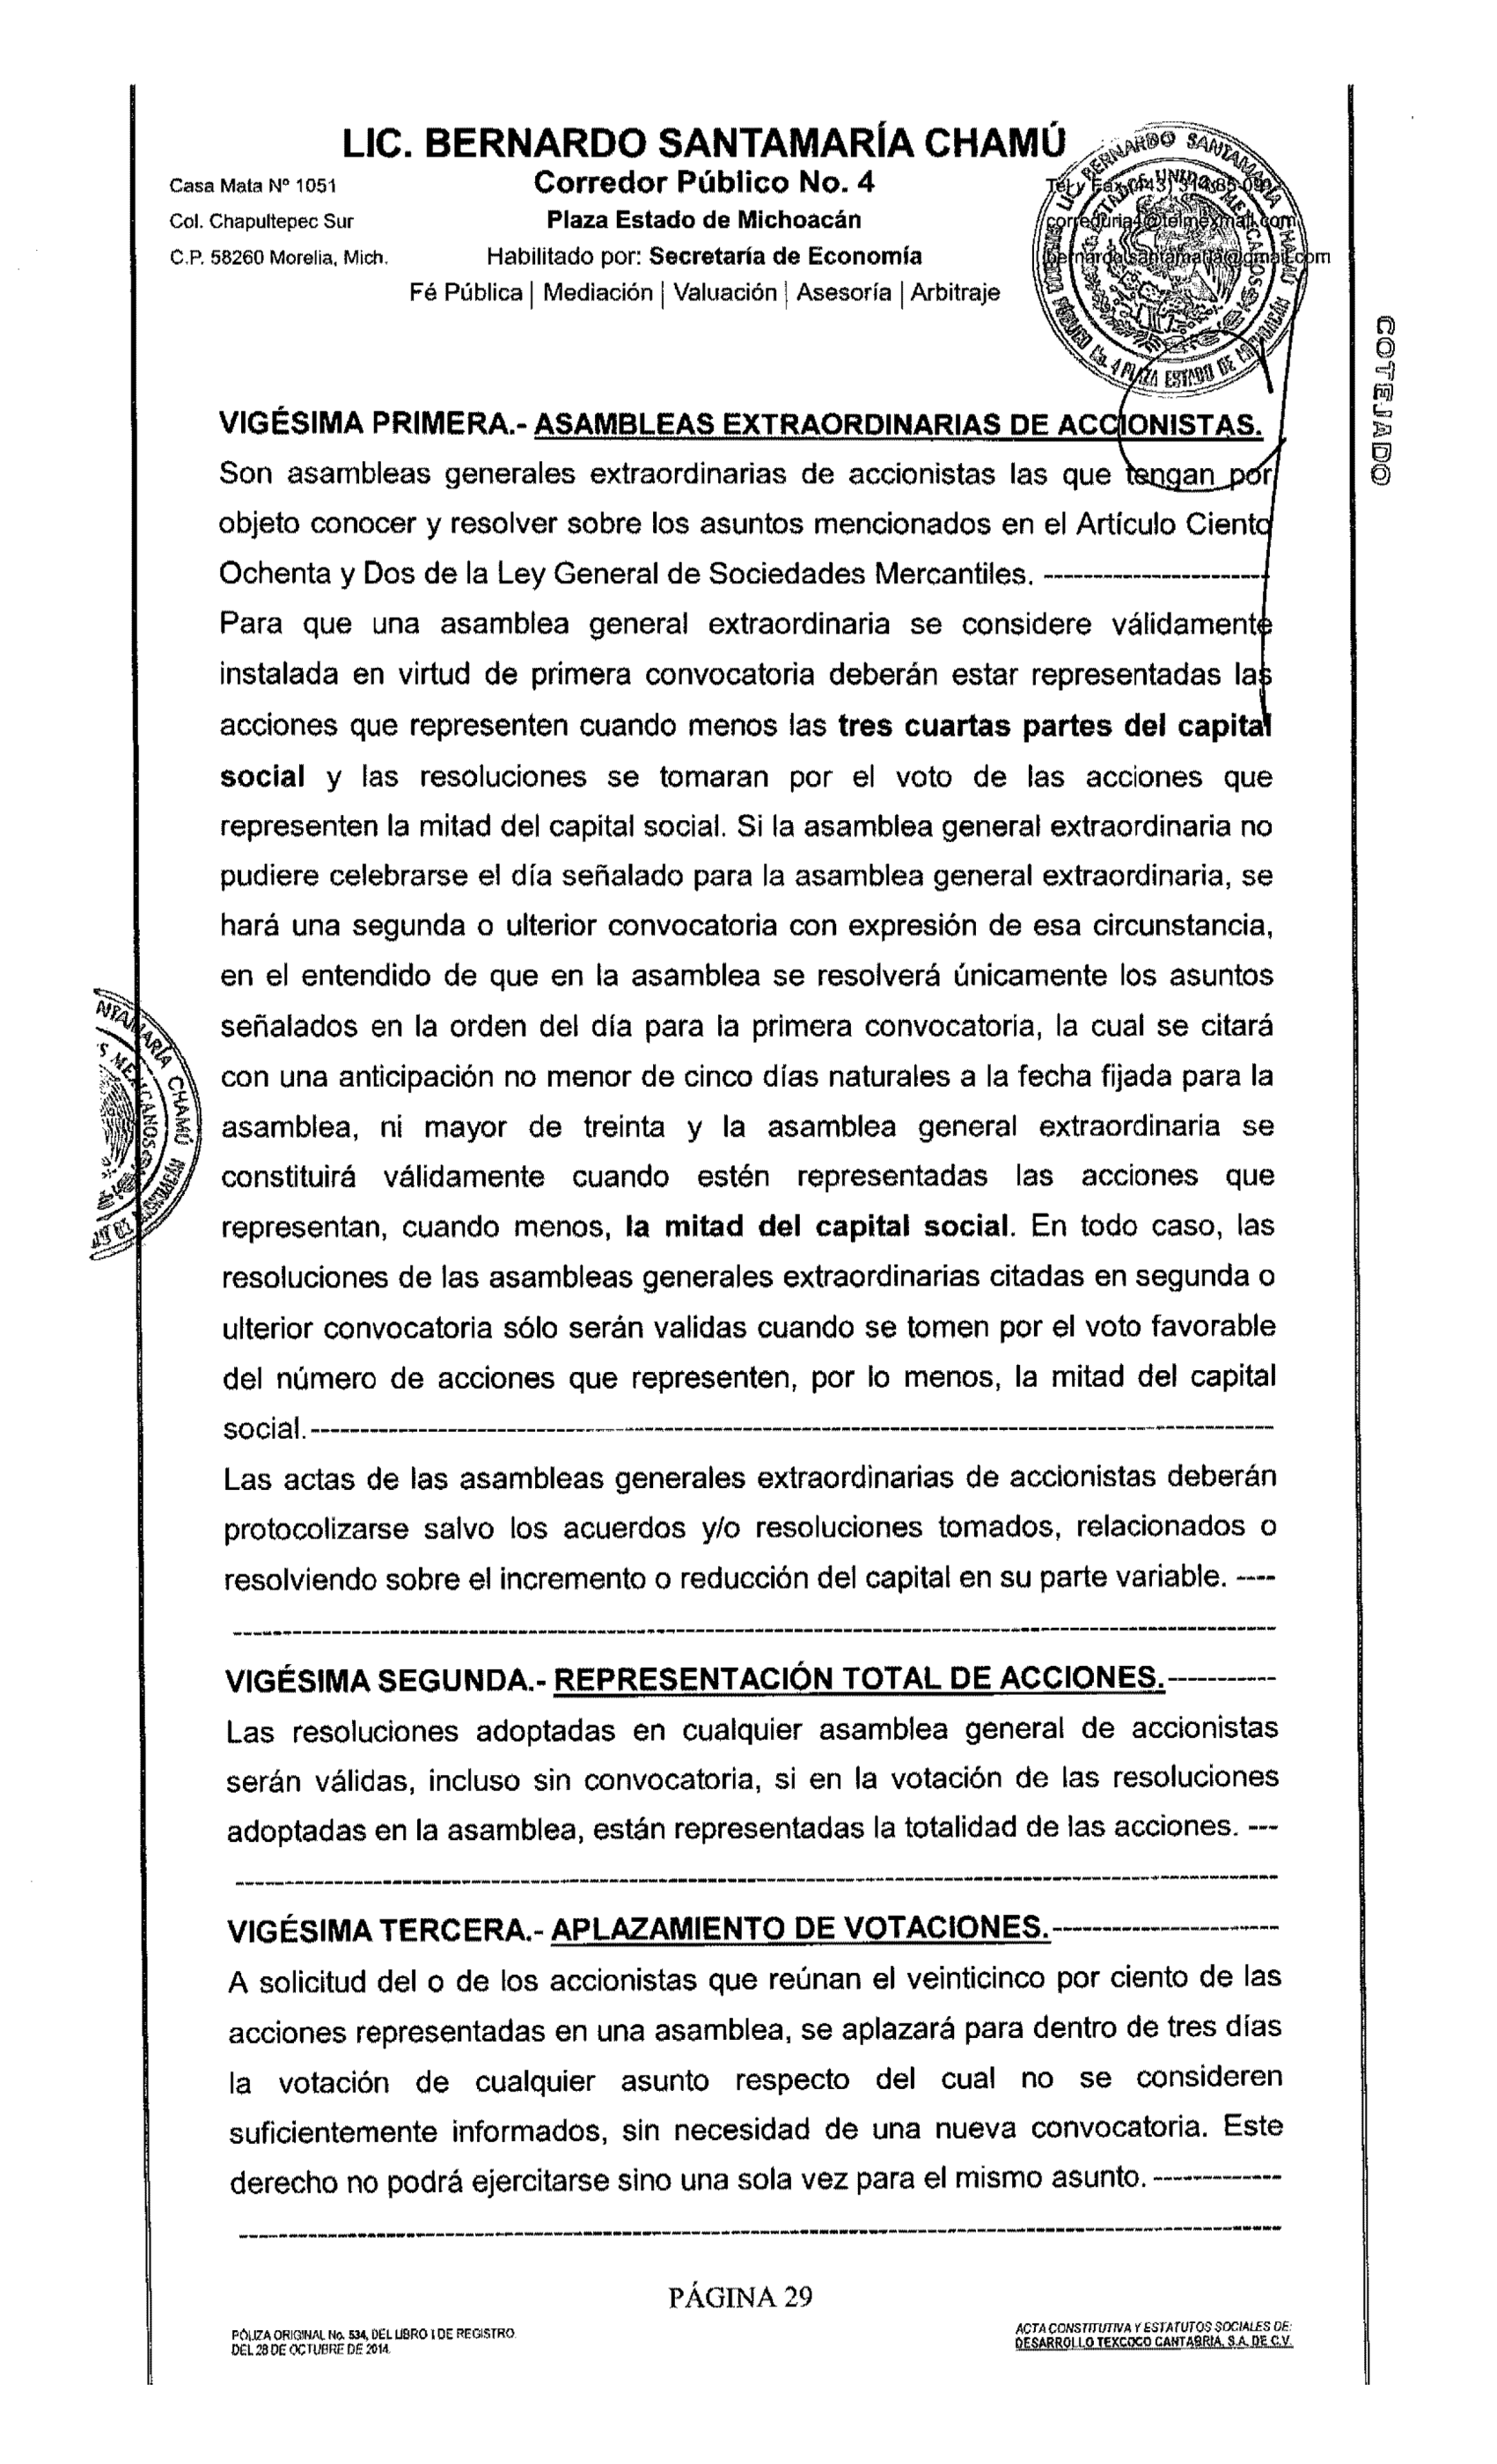 LIC. BERNARDO SANTAMARÍA CHAMÚ
Casa Mata Nº 1051
Corredor Público No. 4
Tel y Fax (443) 314-85-09
Col. Chapultepec Sur
Plaza Estado de Michoacán
correduria4@telmexmail.com
C.P. 58260 Morelia, Mich.
Habilitado por: Secretaría de Economía
bernardo.santamaria@gmail.com
Fé Pública | Mediación | Valuación | Asesoría | Arbitraje
LIC. BERNARDO SANTAMARÍA CHAMÚ
ESTADOS UNIDOS MEXICANOS
No. 4 PLAZA ESTADO DE MICHOACÁN
COTEJADO
VIGÉSIMA PRIMERA.- ASAMBLEAS EXTRAORDINARIAS DE ACCIONISTAS.
Son asambleas generales extraordinarias de accionistas las que tengan por
objeto conocer y resolver sobre los asuntos mencionados en el Artículo Ciento
Ochenta y Dos de la Ley General de Sociedades Mercantiles. -----------------------
Para que una asamblea general extraordinaria se considere válidamente
instalada en virtud de primera convocatoria deberán estar representadas las
acciones que representen cuando menos las tres cuartas partes del capital
social y las resoluciones se tomaran por el voto de las acciones que
representen la mitad del capital social. Si la asamblea general extraordinaria no
pudiere celebrarse el día señalado para la asamblea general extraordinaria, se
hará una segunda o ulterior convocatoria con expresión de esa circunstancia,
en el entendido de que en la asamblea se resolverá únicamente los asuntos
señalados en la orden del día para la primera convocatoria, la cual se citará
con una anticipación no menor de cinco días naturales a la fecha fijada para la
asamblea, ni mayor de treinta y la asamblea general extraordinaria se
constituirá válidamente cuando estén representadas las acciones que
representan, cuando menos, la mitad del capital social. En todo caso, las
resoluciones de las asambleas generales extraordinarias citadas en segunda o
ulterior convocatoria sólo serán validas cuando se tomen por el voto favorable
del número de acciones que representen, por lo menos, la mitad del capital
social.--------------------------------------------------------------------------------
Las actas de las asambleas generales extraordinarias de accionistas deberán
protocolizarse salvo los acuerdos y/o resoluciones tomados, relacionados o
resolviendo sobre el incremento o reducción del capital en su parte variable. ----
VIGÉSIMA SEGUNDA.- REPRESENTACIÓN TOTAL DE ACCIONES.-----------
Las resoluciones adoptadas en cualquier asamblea general de accionistas
serán válidas, incluso sin convocatoria, si en la votación de las resoluciones
adoptadas en la asamblea, están representadas la totalidad de las acciones. ---
VIGÉSIMA TERCERA.- APLAZAMIENTO DE VOTACIONES.-----------------------
A solicitud del o de los accionistas que reúnan el veinticinco por ciento de las
acciones representadas en una asamblea, se aplazará para dentro de tres días
la votación de cualquier asunto respecto del cual no se consideren
suficientemente informados, sin necesidad de una nueva convocatoria. Este
derecho no podrá ejercitarse sino una sola vez para el mismo asunto. -------------
PÁGINA 29
PÓLIZA ORIGINAL No. 534, DEL LIBRO I DE REGISTRO
DEL 28 DE OCTUBRE DE 2014.
ACTA CONSTITUTIVA Y ESTATUTOS SOCIALES DE:
DESARROLLO TEXCOCO CANTABRIA, S.A. DE C.V.